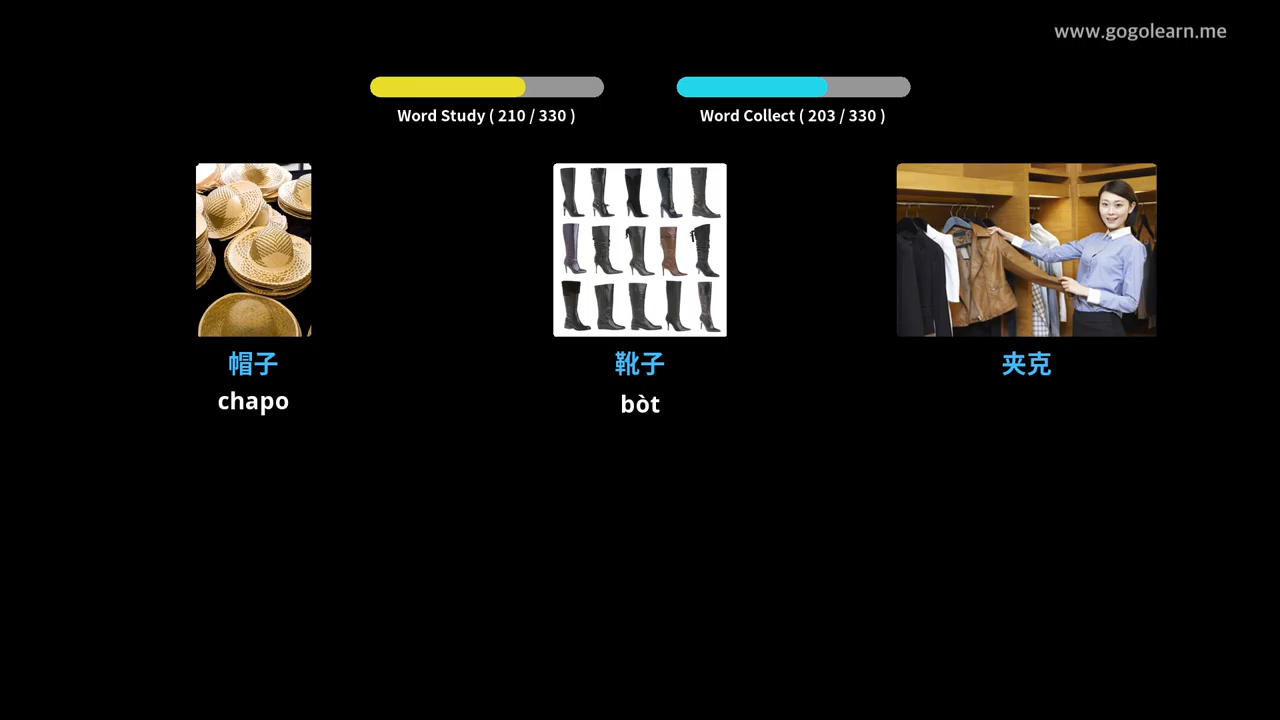 www.gogolearn.me
Word Study ( 210 / 330 )
Word Collect ( 203 / 330 )
帽子
chapo
靴子
bòt
夹克